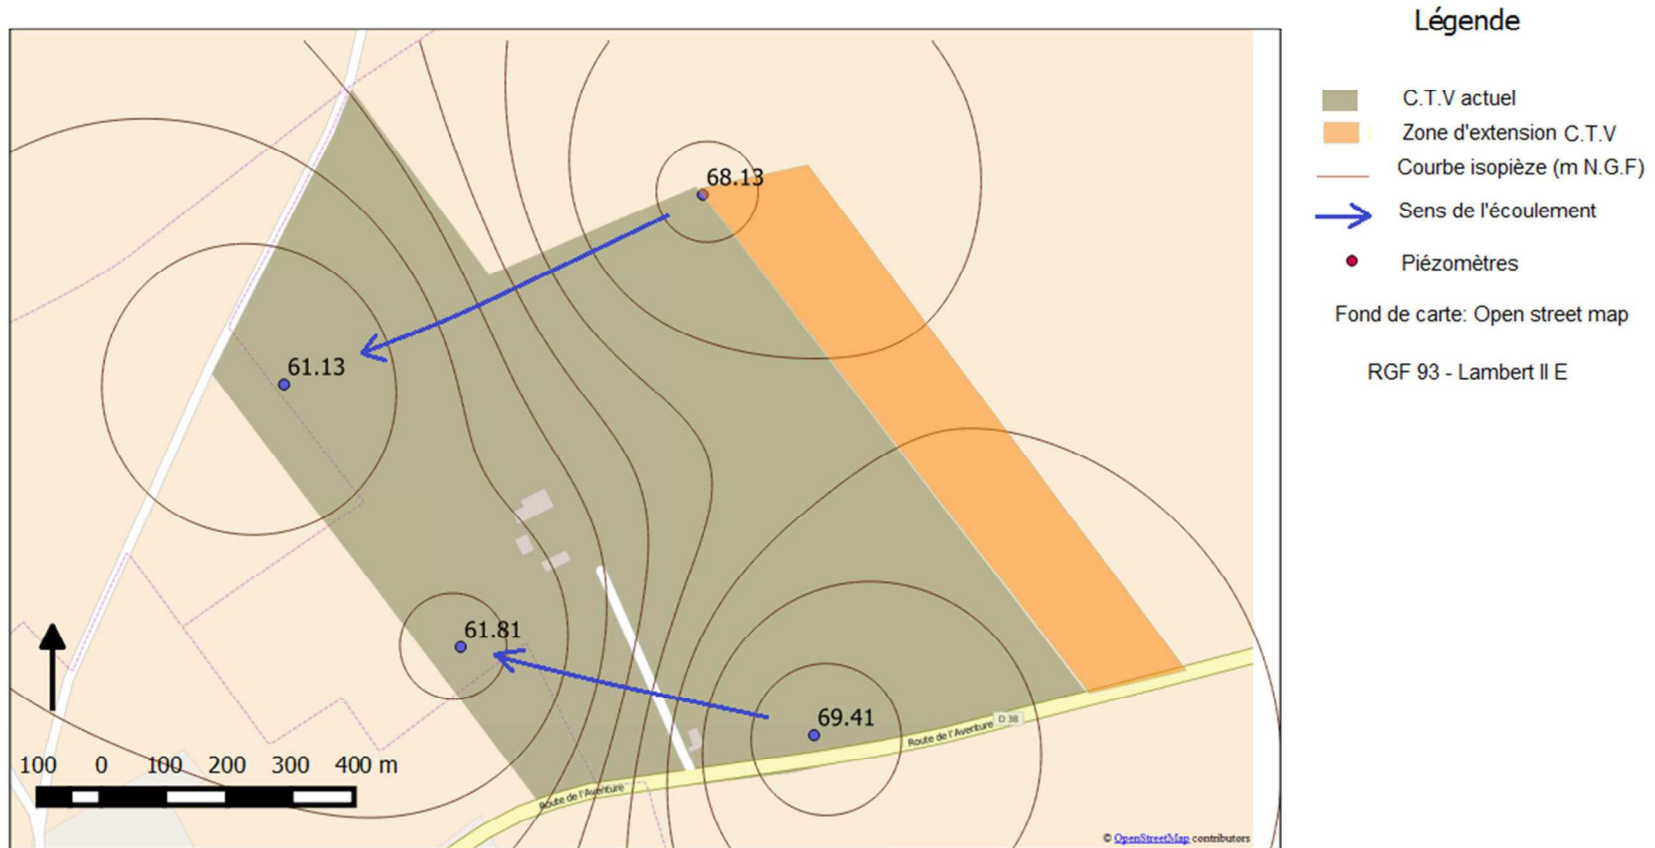 Légende
C.T.V actuel
Zone d'extension C.T.V
Courbe isopièze (m N.G.F)
Sens de l'écoulement
Piézomètres
Fond de carte: Open street map
RGF 93 - Lambert II E
68.13
61.13
61.81
69.41
D 38
Route de l'Aventure
Route de l'Aventure
100 0 100 200 300 400 m
© OpenStreetMap contributors